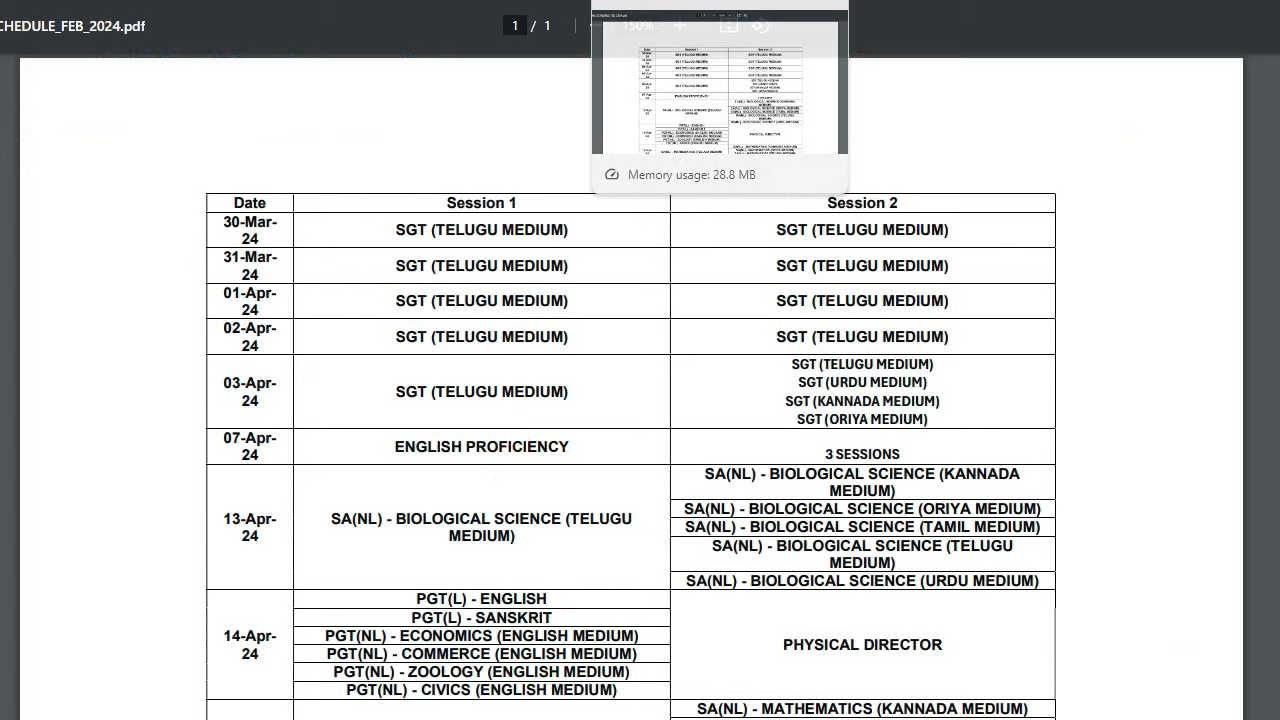 CHEDULE_FEB_2024.pdf
1 / 1
150%
Memory usage: 28.8 MB
Date Session 1 Session 2
30-Mar-
24
SGT (TELUGU MEDIUM) SGT (TELUGU MEDIUM)
31-Mar-
24
SGT (TELUGU MEDIUM) SGT (TELUGU MEDIUM)
01-Apr-
24
SGT (TELUGU MEDIUM) SGT (TELUGU MEDIUM)
02-Apr-
24
SGT (TELUGU MEDIUM) SGT (TELUGU MEDIUM)
03-Apr-
24
SGT (TELUGU MEDIUM)
SGT (TELUGU MEDIUM)
SGT (URDU MEDIUM)
SGT (KANNADA MEDIUM)
SGT (ORIYA MEDIUM)
07-Apr-
24
ENGLISH PROFICIENCY
3 SESSIONS
13-Apr-
24
SA(NL) - BIOLOGICAL SCIENCE (TELUGU
MEDIUM)
SA(NL) - BIOLOGICAL SCIENCE (KANNADA
MEDIUM)
SA(NL) - BIOLOGICAL SCIENCE (ORIYA MEDIUM)
SA(NL) - BIOLOGICAL SCIENCE (TAMIL MEDIUM)
SA(NL) - BIOLOGICAL SCIENCE (TELUGU
MEDIUM)
SA(NL) - BIOLOGICAL SCIENCE (URDU MEDIUM)
14-Apr-
24
PGT(L) - ENGLISH
PGT(L) - SANSKRIT
PGT(NL) - ECONOMICS (ENGLISH MEDIUM)
PGT(NL) - COMMERCE (ENGLISH MEDIUM)
PGT(NL) - ZOOLOGY (ENGLISH MEDIUM)
PGT(NL) - CIVICS (ENGLISH MEDIUM)
PHYSICAL DIRECTOR
SA(NL) - MATHEMATICS (KANNADA MEDIUM)